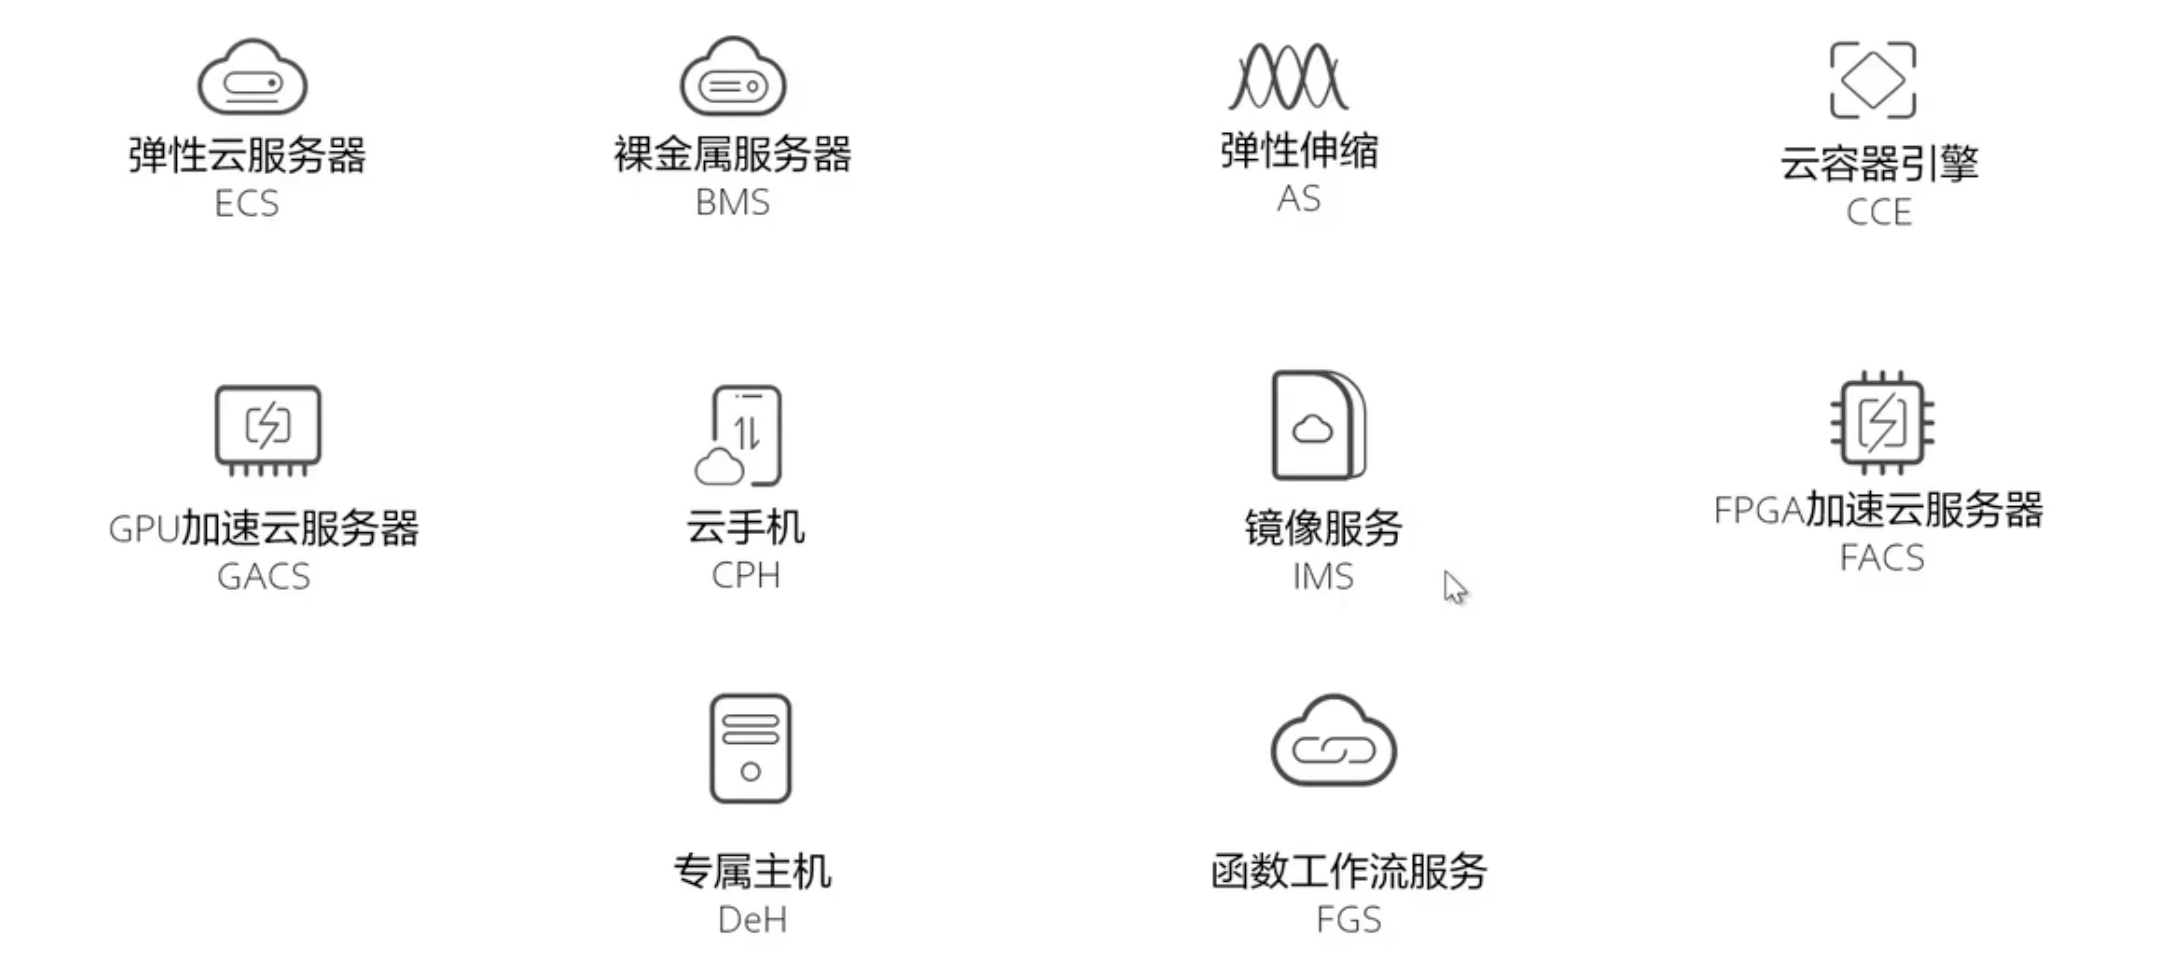 弹性云服务器
ECS
裸金属服务器
BMS
弹性伸缩
AS
云容器引擎
CCE
GPU加速云服务器
GACS
云手机
CPH
镜像服务
IMS
FPGA加速云服务器
FACS
专属主机
DeH
函数工作流服务
FGS